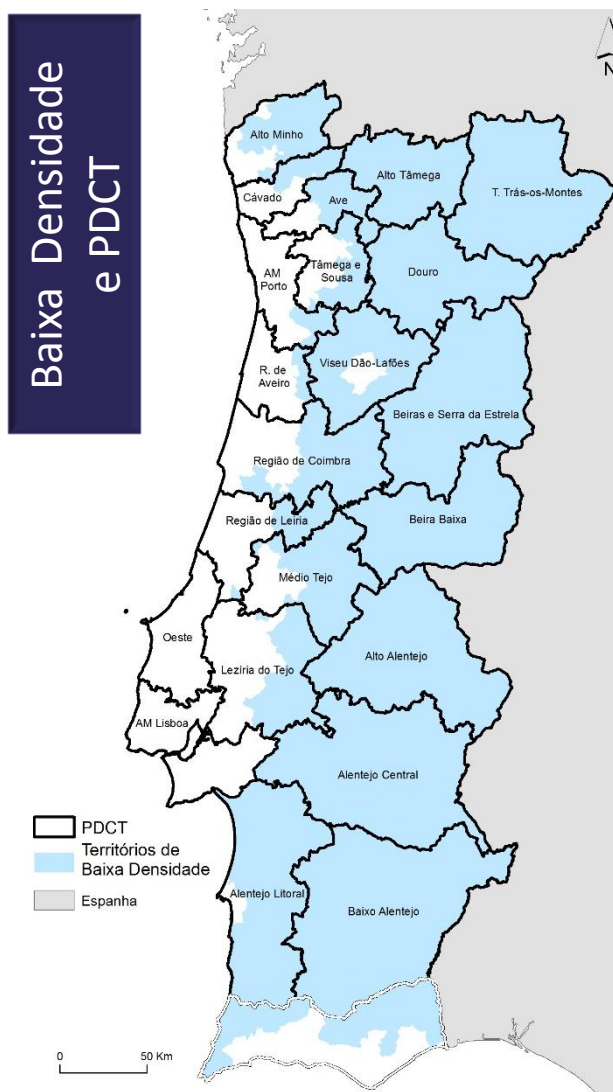 Baixa Densidade
e PDCT
N
Alto Minho
Alto Tâmega
T. Trás-os-Montes
Cávado
Ave
AM
Porto
Tâmega e
Sousa
Douro
R. de
Aveiro
Viseu Dão-Lafões
Beiras e Serra da Estrela
Região de Coimbra
Região de Leiria
Beira Baixa
Médio Tejo
Oeste
Lezíria do Tejo
Alto Alentejo
AM Lisboa
Alentejo Central
PDCT
Territórios de
Baixa Densidade
Espanha
Alentejo Litoral
Baixo Alentejo
0 50 Km